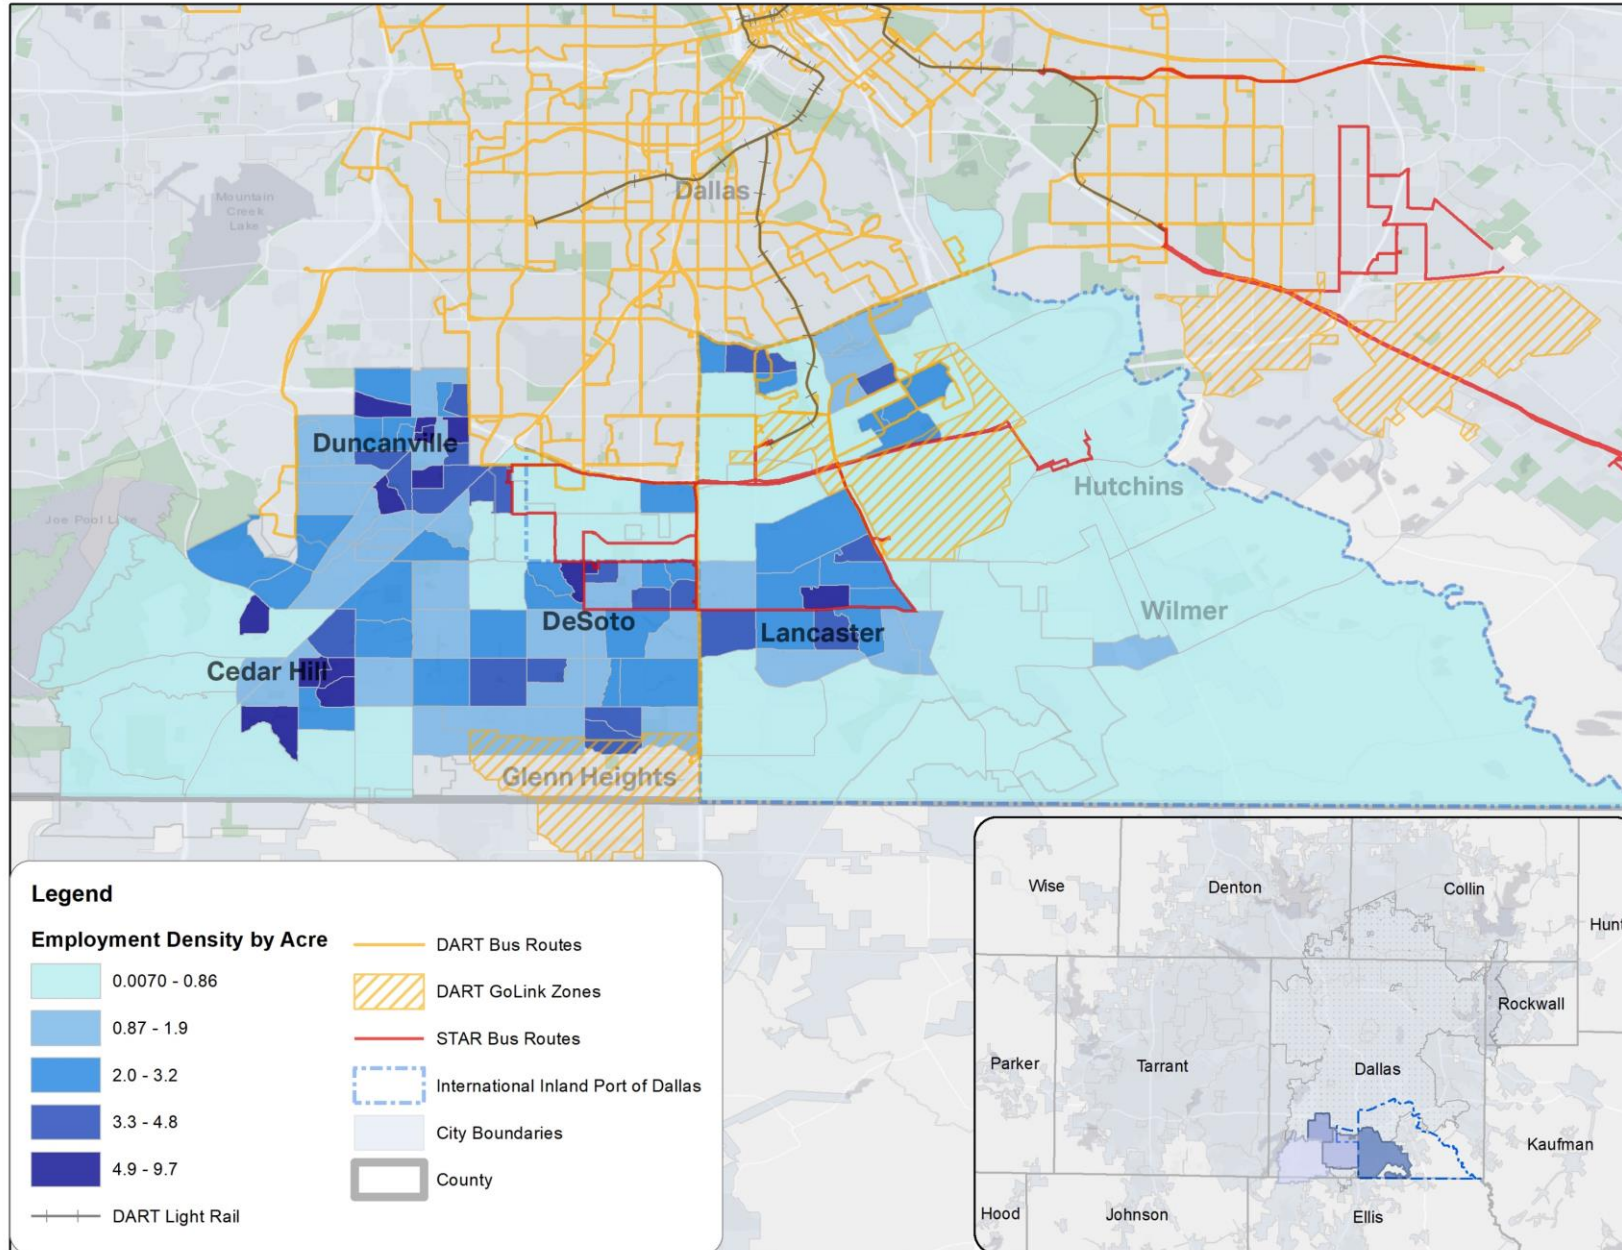 Dallas
Mountain
Creek
Lake
Duncanville
Hutchins
Joe Pool Lake
Wilmer
DeSoto
Lancaster
Cedar Hill
Glenn Heights
Legend
Employment Density by Acre
0.0070 - 0.86
0.87 - 1.9
2.0 - 3.2
3.3 - 4.8
4.9 - 9.7
DART Light Rail
DART Bus Routes
DART GoLink Zones
STAR Bus Routes
International Inland Port of Dallas
City Boundaries
County
Wise
Denton
Collin
Hunt
Rockwall
Parker
Tarrant
Dallas
Kaufman
Hood
Johnson
Ellis